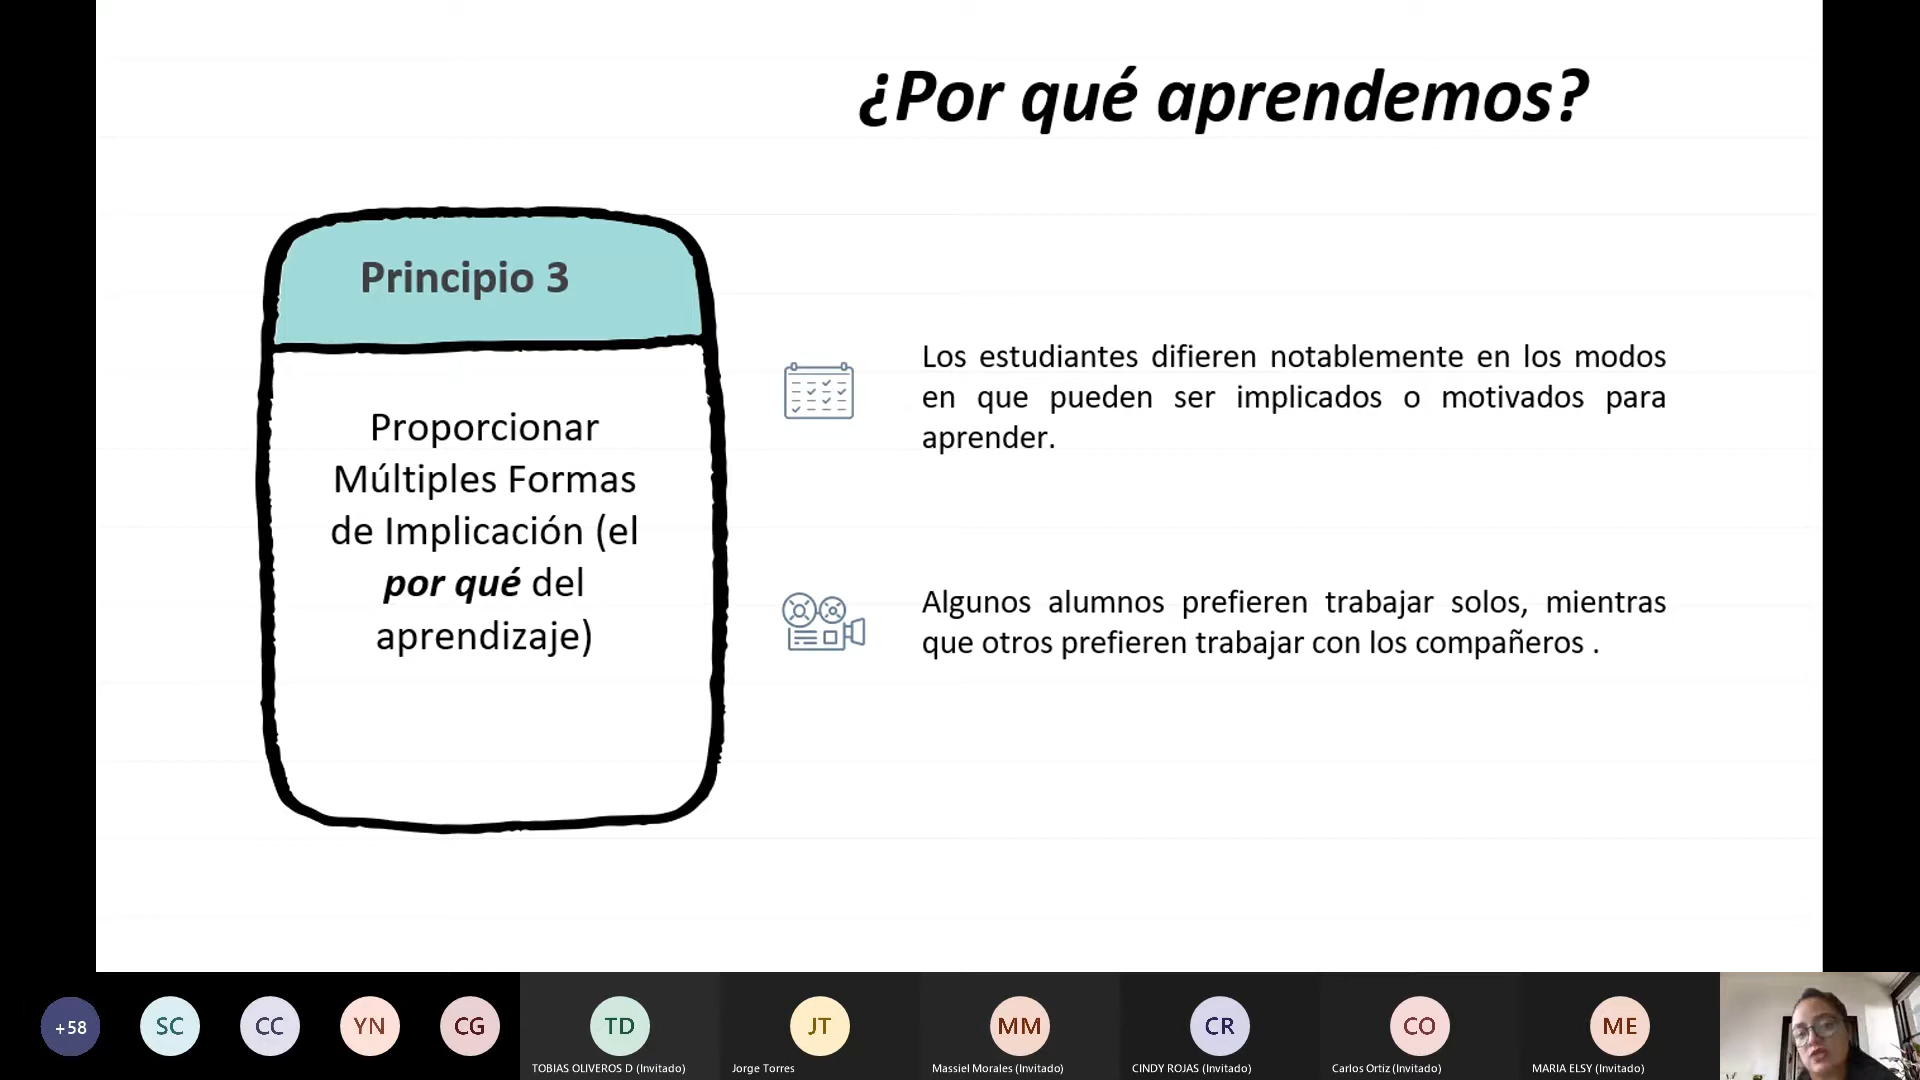 ¿Por qué aprendemos?
Principio 3
Proporcionar
Múltiples Formas
de Implicación (el
por qué del
aprendizaje)
Los estudiantes difieren notablemente en los modos
en que pueden ser implicados o motivados para
aprender.
Algunos alumnos prefieren trabajar solos, mientras
que otros prefieren trabajar con los compañeros .
+58
SC
CC
YN
CG
TD
JT
MM
CR
CO
ME
TOBIAS OLIVEROS D (Invitado)
Jorge Torres
Massiel Morales (Invitado)
CINDY ROJAS (Invitado)
Carlos Ortiz (Invitado)
MARIA ELSY (Invitado)